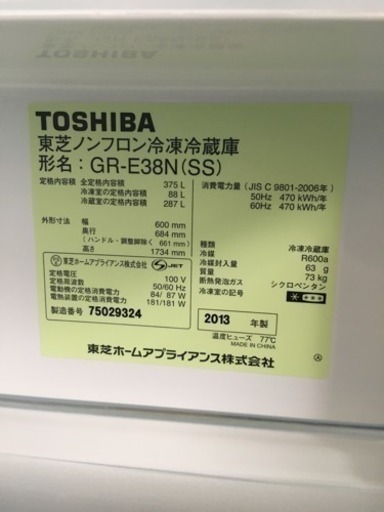 TOSHIBA
東芝ノンフロン冷凍冷蔵庫
形名：GR-E38N(SS)
定格内容積 全定格内容積 375 L
冷凍室内容積 88 L
冷蔵室内容積 287 L
消費電力量 (JIS C 9801-2006年)
50Hz 470 kWh/年
60Hz 470 kWh/年
外形寸法 幅 600 mm
奥行 684 mm
(ハンドル・調整脚除く 661 mm)
高さ 1734 mm
種類 冷凍冷蔵庫
冷媒 R600a
冷媒封入量 63 g
質量 73 kg
断熱発泡ガス シクロペンタン
冷凍室の記号
東芝ホームアプライアンス株式会社 S JET
定格電圧 100 V
定格周波数 50/60 Hz
電動機の定格消費電力 84/ 87 W
電熱装置の定格消費電力 181/181 W
製造番号 75029324
2013 年製
温度ヒューズ 77℃
MADE IN CHINA
東芝ホームアプライアンス株式会社